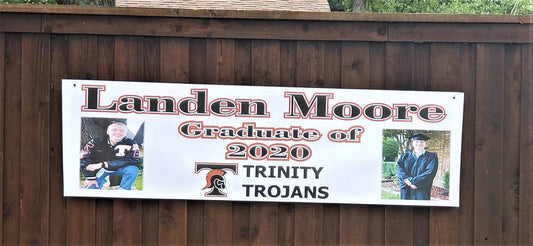 Landen Moore
Graduate of
2020
T TRINITY
TROJANS
T